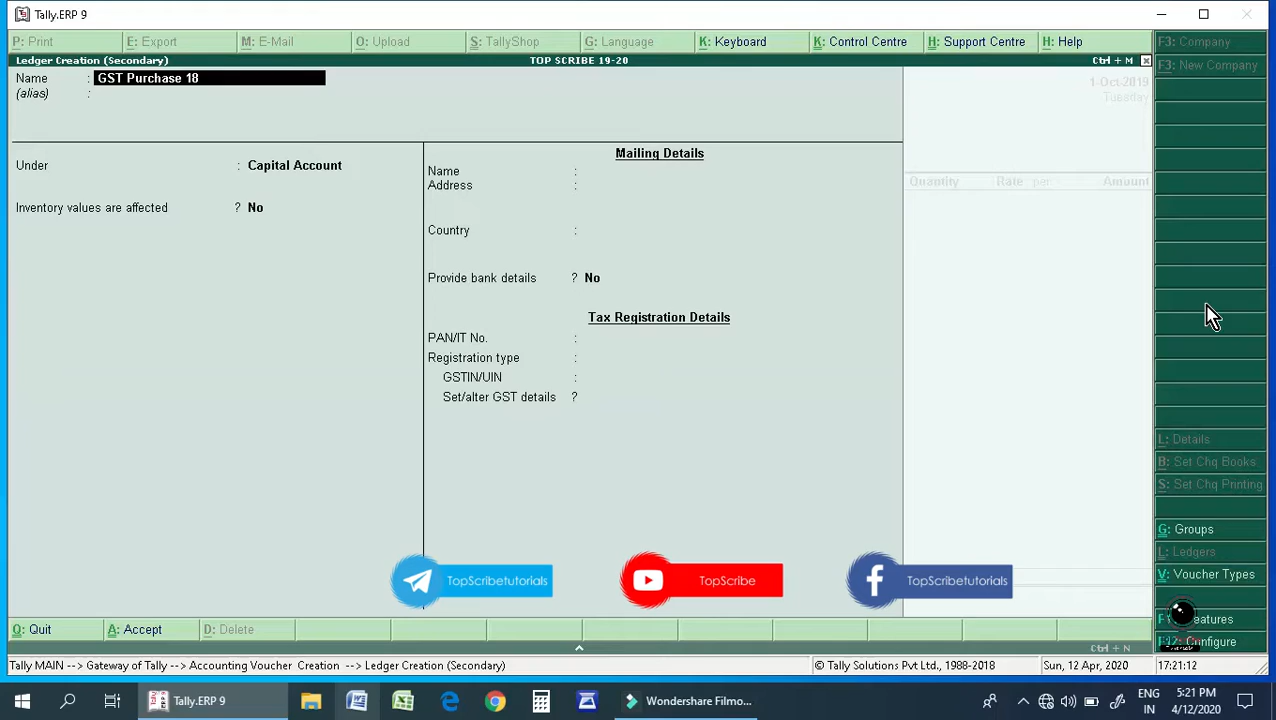 Tally.ERP 9
P: Print E: Export M: E-Mail O: Upload S: TallyShop G: Language K: Keyboard K: Control Centre H: Support Centre H: Help F3: Company
Ledger Creation (Secondary) TOP SCRIBE 19-20 Ctrl + M
F3: New Company
Name : GST Purchase 18
(alias) :
1-Oct-2019
Tuesday
Under : Capital Account
Inventory values are affected ? No
Mailing Details
Name :
Address :
Country :
Provide bank details ? No
Tax Registration Details
PAN/IT No. :
Registration type :
GSTIN/UIN :
Set/alter GST details ?
Quantity Rate per Amount
L: Details
B: Set Chq Books
S: Set Chq Printing
G: Groups
L: Ledgers
V: Voucher Types
TopScribetutorials TopScribe TopScribetutorials
Q: Quit A: Accept D: Delete
Configure
Ctrl + N
Tally MAIN --> Gateway of Tally --> Accounting Voucher Creation --> Ledger Creation (Secondary) © Tally Solutions Pvt Ltd., 1988-2018 Sun, 12 Apr, 2020 17:21:12
Tally.ERP 9 Wondershare Filmo... ENG IN 5:21 PM 4/12/2020